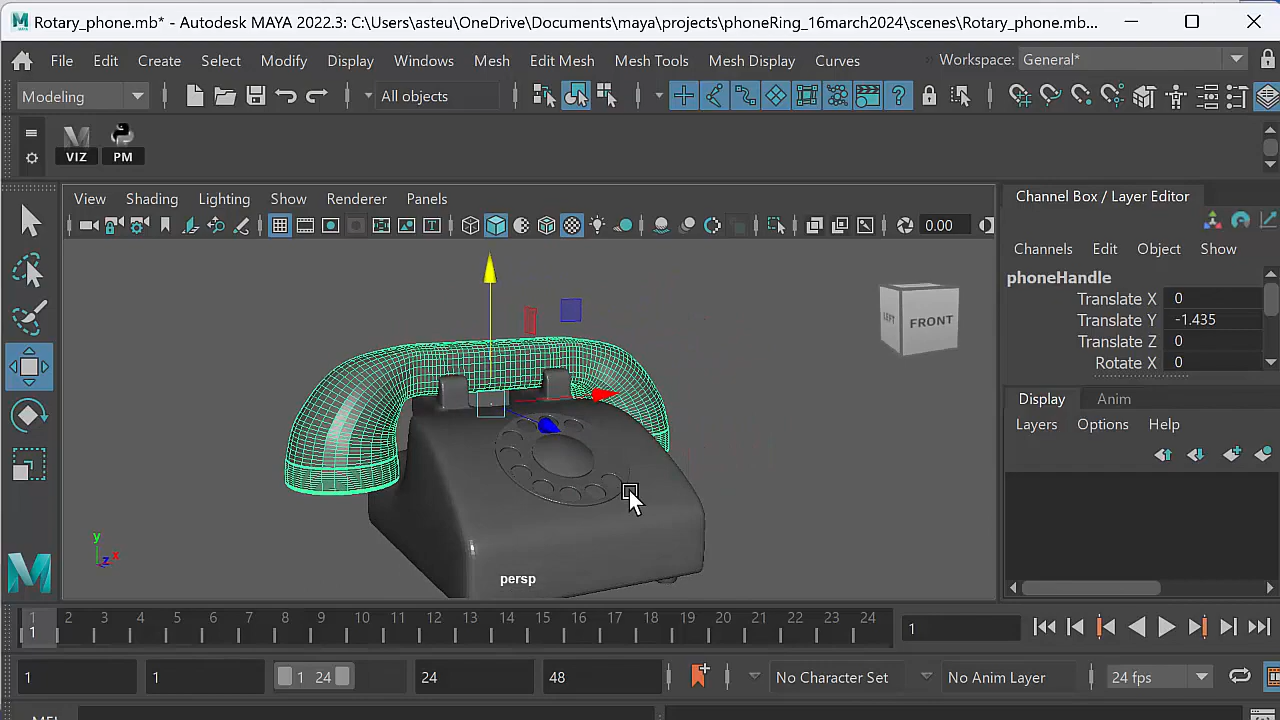 Rotary_phone.mb* - Autodesk MAYA 2022.3: C:\Users\astu\OneDrive\Documents\maya\projects\phoneRing_16march2024\scenes\Rotary_phone.mb...
File Edit Create Select Modify Display Windows Mesh Edit Mesh Mesh Tools Mesh Display Curves Workspace: General*
Modeling All objects
VIZ PM
View Shading Lighting Show Renderer Panels
0.00
Channel Box / Layer Editor
Channels Edit Object Show
phoneHandle
Translate X 0
Translate Y -1.435
Translate Z 0
Rotate X 0
LEFT FRONT
Display Anim
Layers Options Help
y
z x
persp
1 2 3 4 5 6 7 8 9 10 11 12 13 14 15 16 17 18 19 20 21 22 23 24
1 1
1 1 1 24 24 48 No Character Set No Anim Layer 24 fps